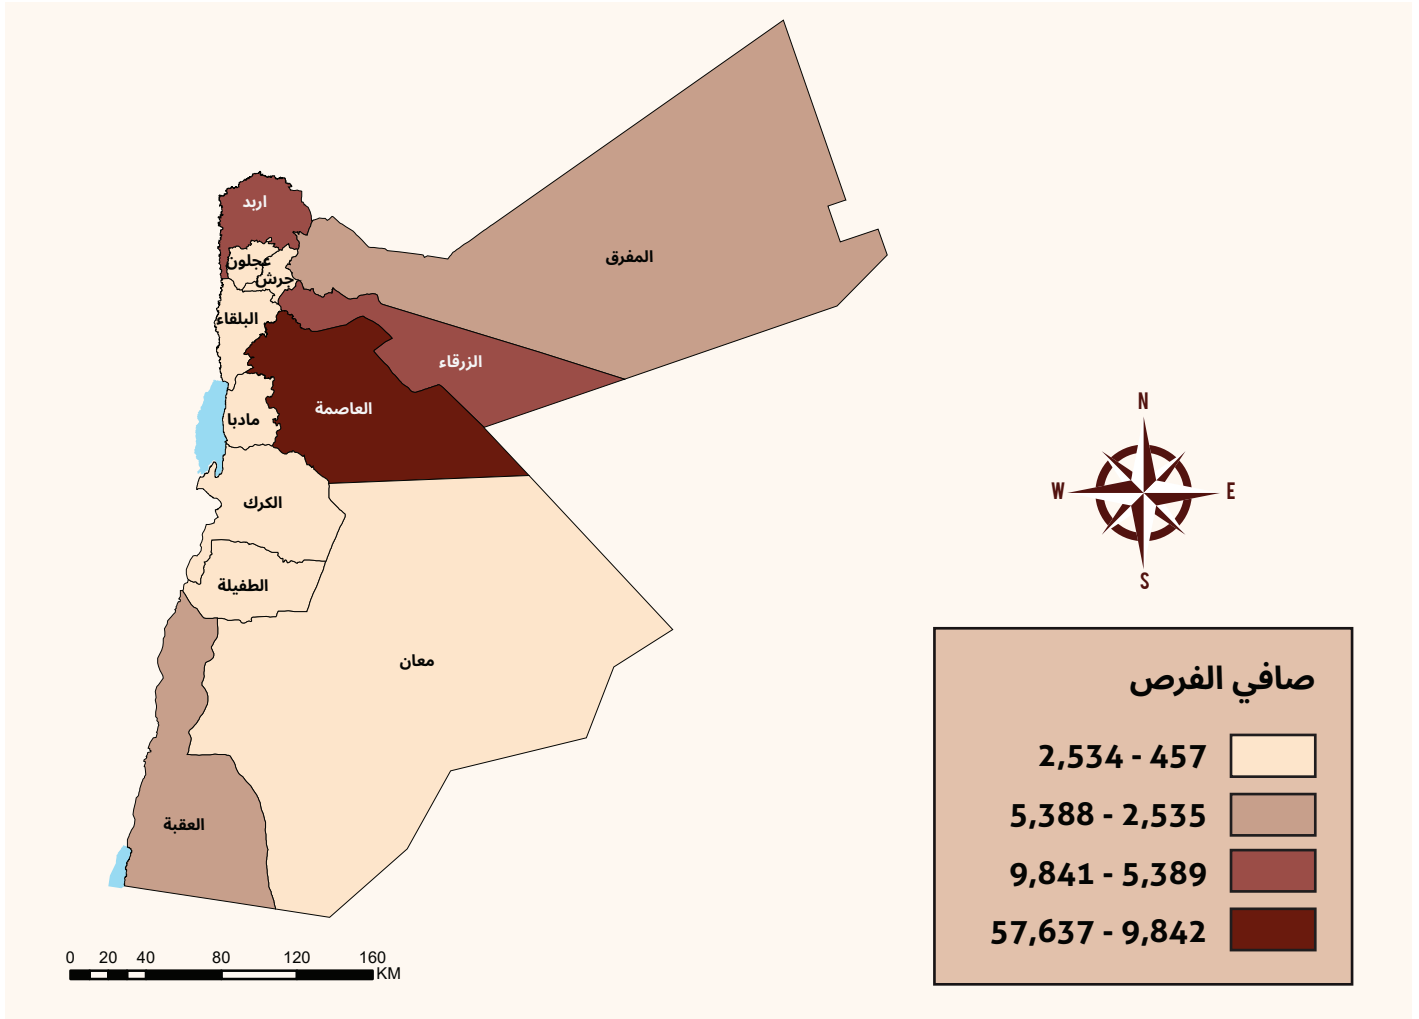 اربد
عجلون
جرش
المفرق
البلقاء
الزرقاء
العاصمة
مادبا
الكرك
الطفيلة
معان
العقبة
N
W
E
S
صافي الفرص
457 - 2,534
2,535 - 5,388
5,389 - 9,841
9,842 - 57,637
0 20 40 80 120 160
KM